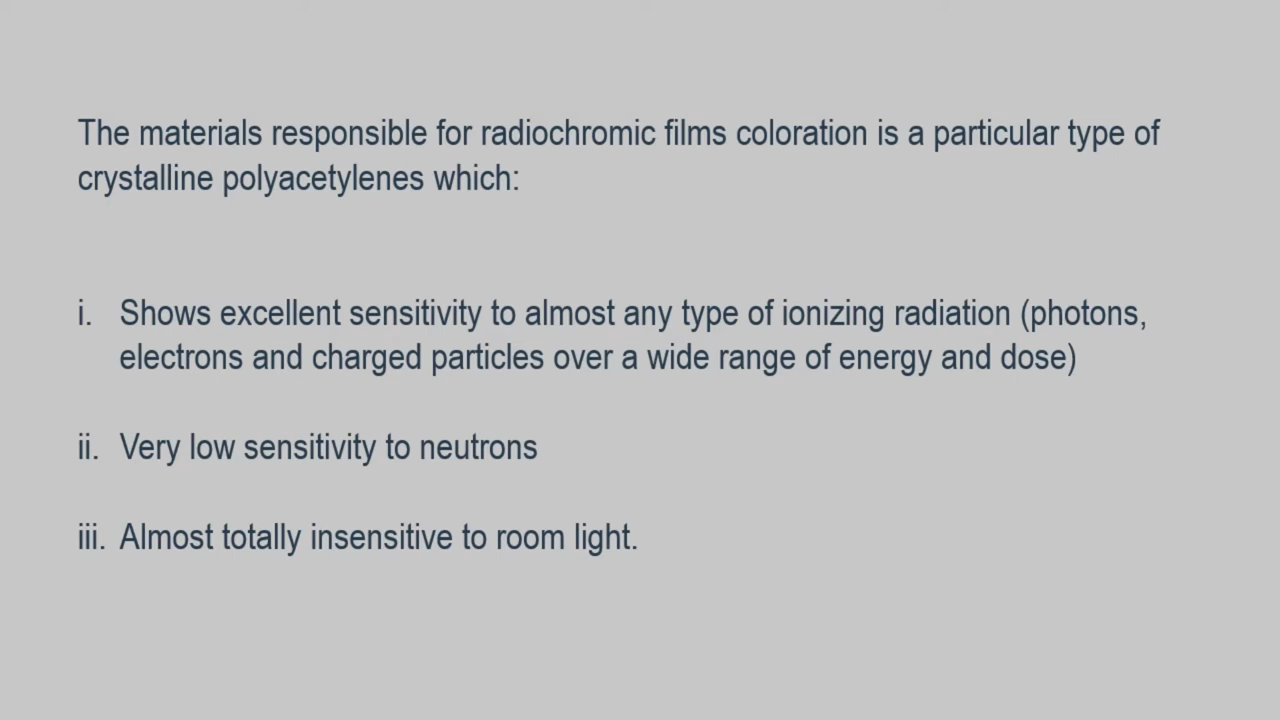 The materials responsible for radiochromic films coloration is a particular type of
crystalline polyacetylenes which:
i. Shows excellent sensitivity to almost any type of ionizing radiation (photons,
electrons and charged particles over a wide range of energy and dose)
ii. Very low sensitivity to neutrons
iii. Almost totally insensitive to room light.